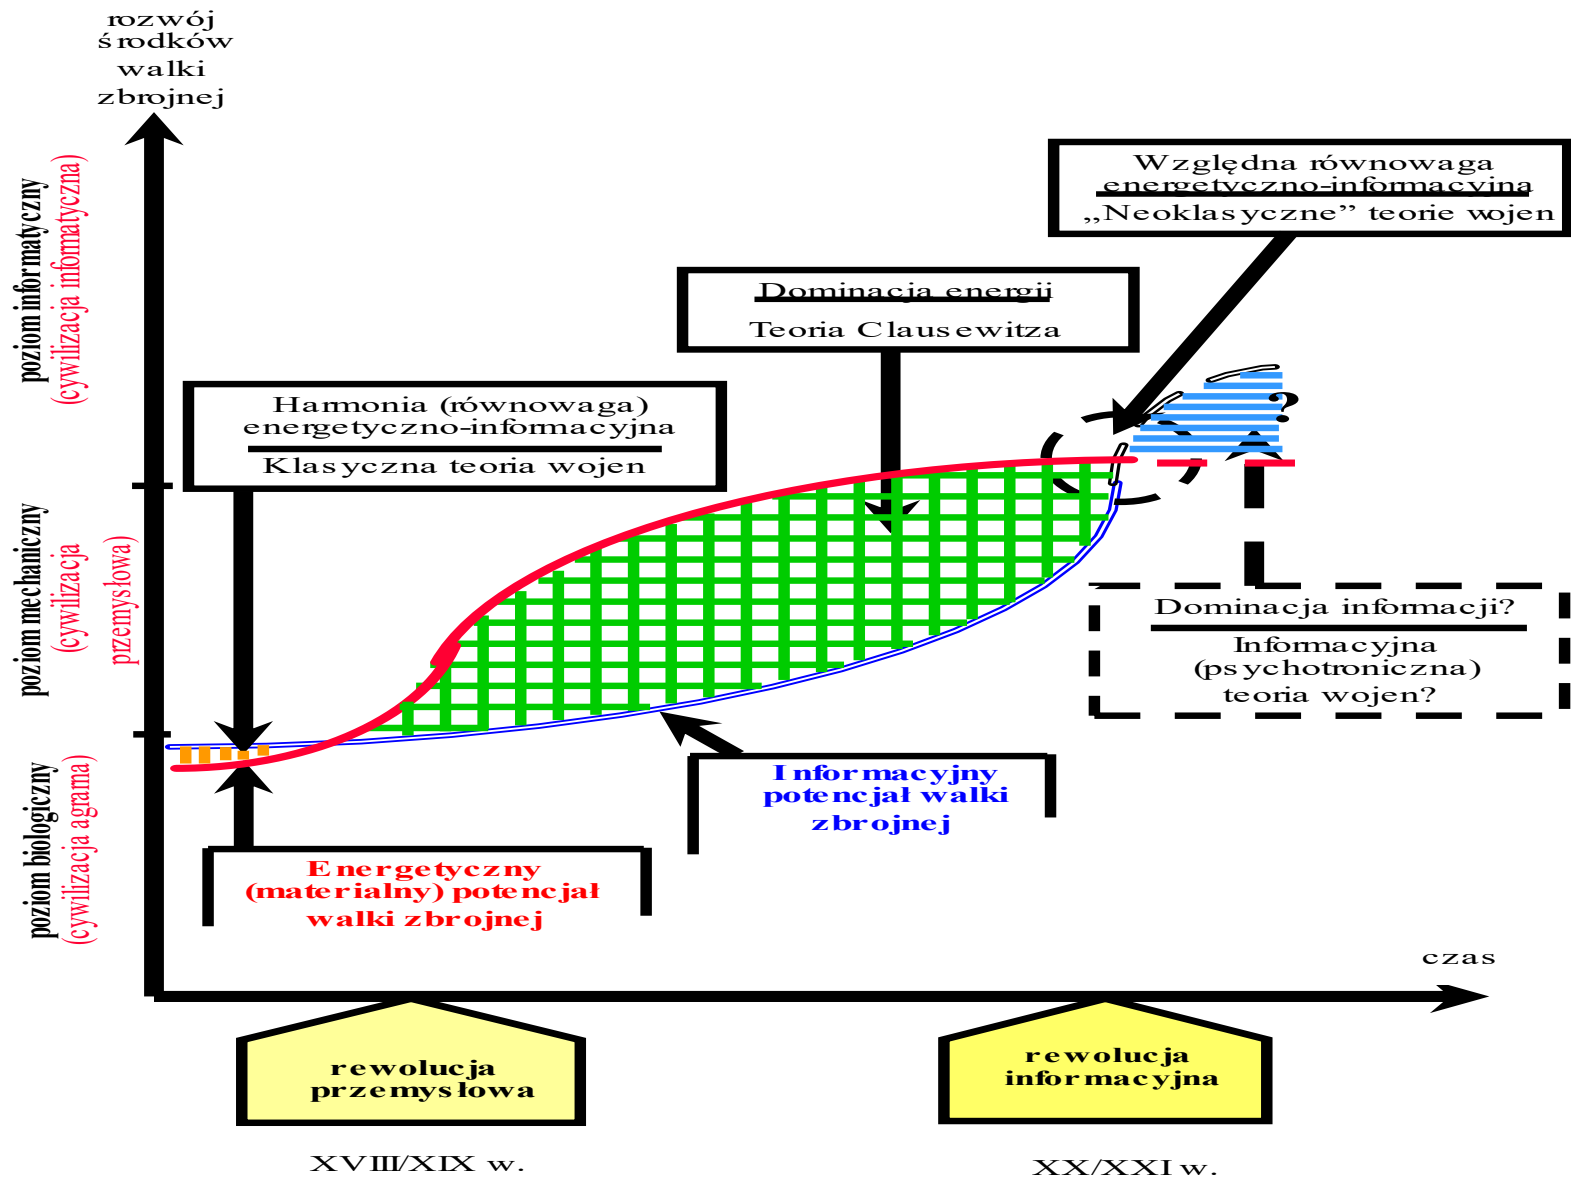 rozwój
środków
walki
zbrojnej
poziom informatyczny
(cywilizacja informatyczna)
poziom mechaniczny
(cywilizacja
przemysłowa)
poziom biologiczny
(cywilizacja agrarna)
Względna równowaga
energetyczno-informacyjna
„Neoklasyczne” teorie wojen
Dominacja energii
Teoria Clausewitza
Harmonia (równowaga)
energetyczno-informacyjna
Klasyczna teoria wojen
?
Dominacja informacji?
Informacyjna
(psychotroniczna)
teoria wojen?
Informacyjny
potencjał walki
zbrojnej
Energetyczny
(materialny) potencjał
walki zbrojnej
czas
rewolucja
przemysłowa
rewolucja
informacyjna
XVIII/XIX w.
XX/XXI w.